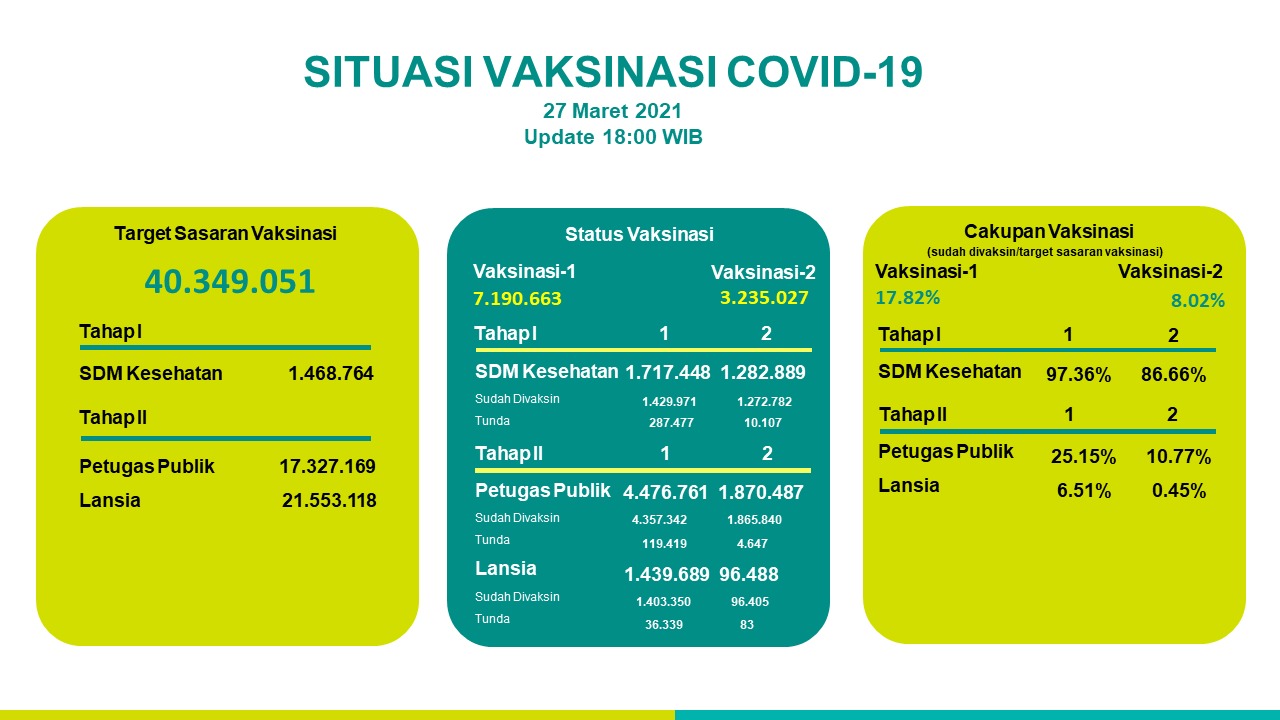 SITUASI VAKSINASI COVID-19
27 Maret 2021
Update 18:00 WIB
Target Sasaran Vaksinasi
40.349.051
Tahap I
SDM Kesehatan 1.468.764
Tahap II
Petugas Publik 17.327.169
Lansia 21.553.118
Status Vaksinasi
Vaksinasi-1 Vaksinasi-2
7.190.663 3.235.027
Tahap I 1 2
SDM Kesehatan 1.717.448 1.282.889
Sudah Divaksin 1.429.971 1.272.782
Tunda 287.477 10.107
Tahap II 1 2
Petugas Publik 4.476.761 1.870.487
Sudah Divaksin 4.357.342 1.865.840
Tunda 119.419 4.647
Lansia 1.439.689 96.488
Sudah Divaksin 1.403.350 96.405
Tunda 36.339 83
Cakupan Vaksinasi
(sudah divaksin/target sasaran vaksinasi)
Vaksinasi-1 Vaksinasi-2
17.82% 8.02%
Tahap I 1 2
SDM Kesehatan 97.36% 86.66%
Tahap II 1 2
Petugas Publik 25.15% 10.77%
Lansia 6.51% 0.45%